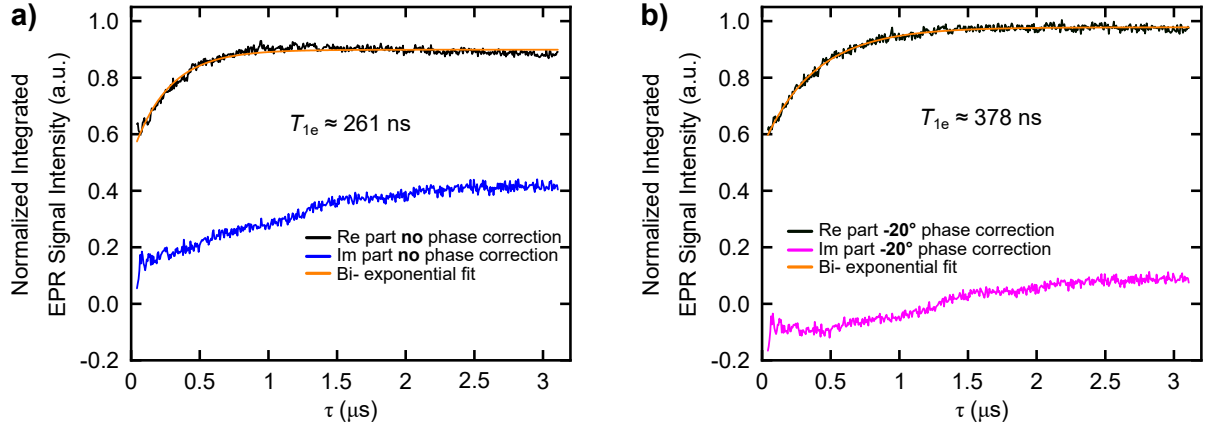 a)
Normalized Integrated
EPR Signal Intensity (a.u.)
1.0
0.8
0.6
0.4
0.2
0.0
-0.2
T1e ≈ 261 ns
Re part no phase correction
Im part no phase correction
Bi- exponential fit
0 0.5 1 1.5 2 2.5 3
τ (μs)
b)
Normalized Integrated
EPR Signal Intensity (a.u.)
1.0
0.8
0.6
0.4
0.2
0.0
-0.2
T1e ≈ 378 ns
Re part -20° phase correction
Im part -20° phase correction
Bi- exponential fit
0 0.5 1 1.5 2 2.5 3
τ (μs)